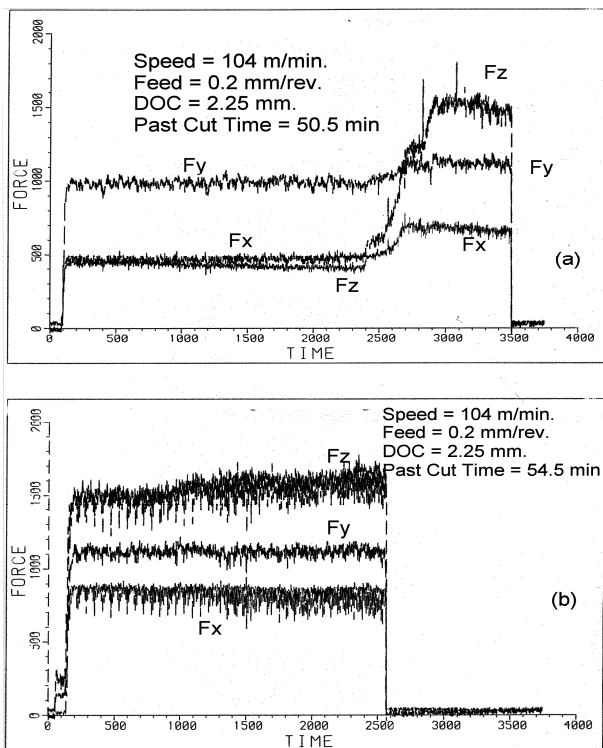 2000
Speed = 104 m/min.
Feed = 0.2 mm/rev.
DOC = 2.25 mm.
Past Cut Time = 50.5 min
Fz
1500
Fy
Fy
1000
FORCE
Fx
Fx
500
(a)
Fz
0
0
500
1000
1500
2000
2500
3000
3500
4000
TIME
2000
Speed = 104 m/min.
Feed = 0.2 mm/rev.
DOC = 2.25 mm.
Past Cut Time = 54.5 min
Fz
1500
Fy
1000
FORCE
(b)
Fx
500
0
0
500
1000
1500
2000
2500
3000
3500
4000
TIME